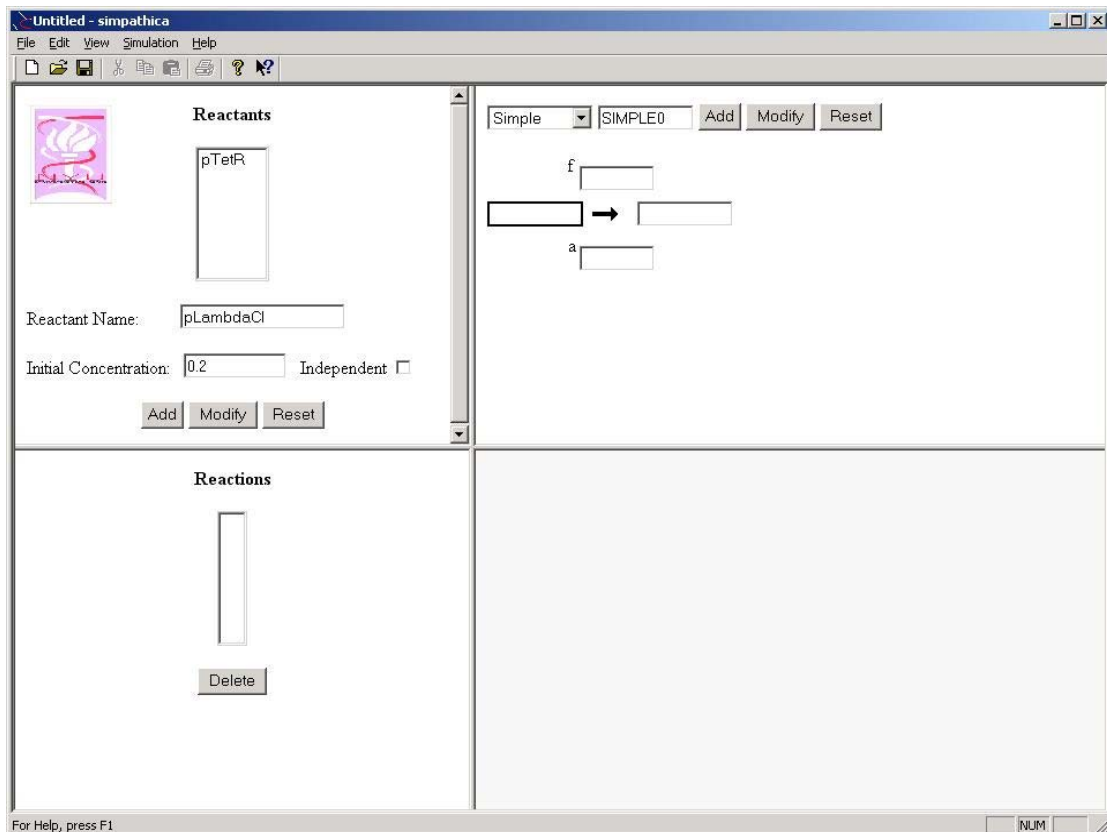 Untitled - simpathica
File Edit View Simulation Help
Reactants
pTetR
Reactant Name: pLambdaCI
Initial Concentration: 0.2 Independent
Add Modify Reset
Simple SIMPLE0 Add Modify Reset
f
a
Reactions
Delete
For Help, press F1
NUM